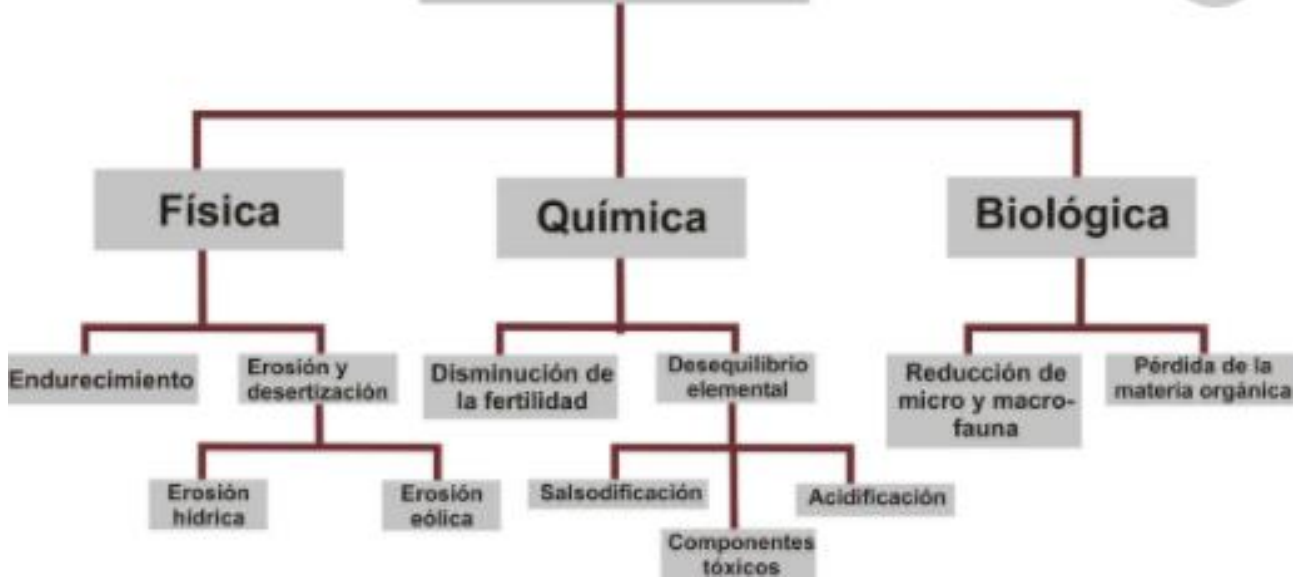 Física
Química
Biológica
Endurecimiento
Erosión y
desertización
Disminución de
la fertilidad
Desequilibrio
elemental
Reducción de
micro y macro-
fauna
Pérdida de la
materia orgánica
Erosión
hídrica
Erosión
eólica
Salsodificación
Componentes
tóxicos
Acidificación